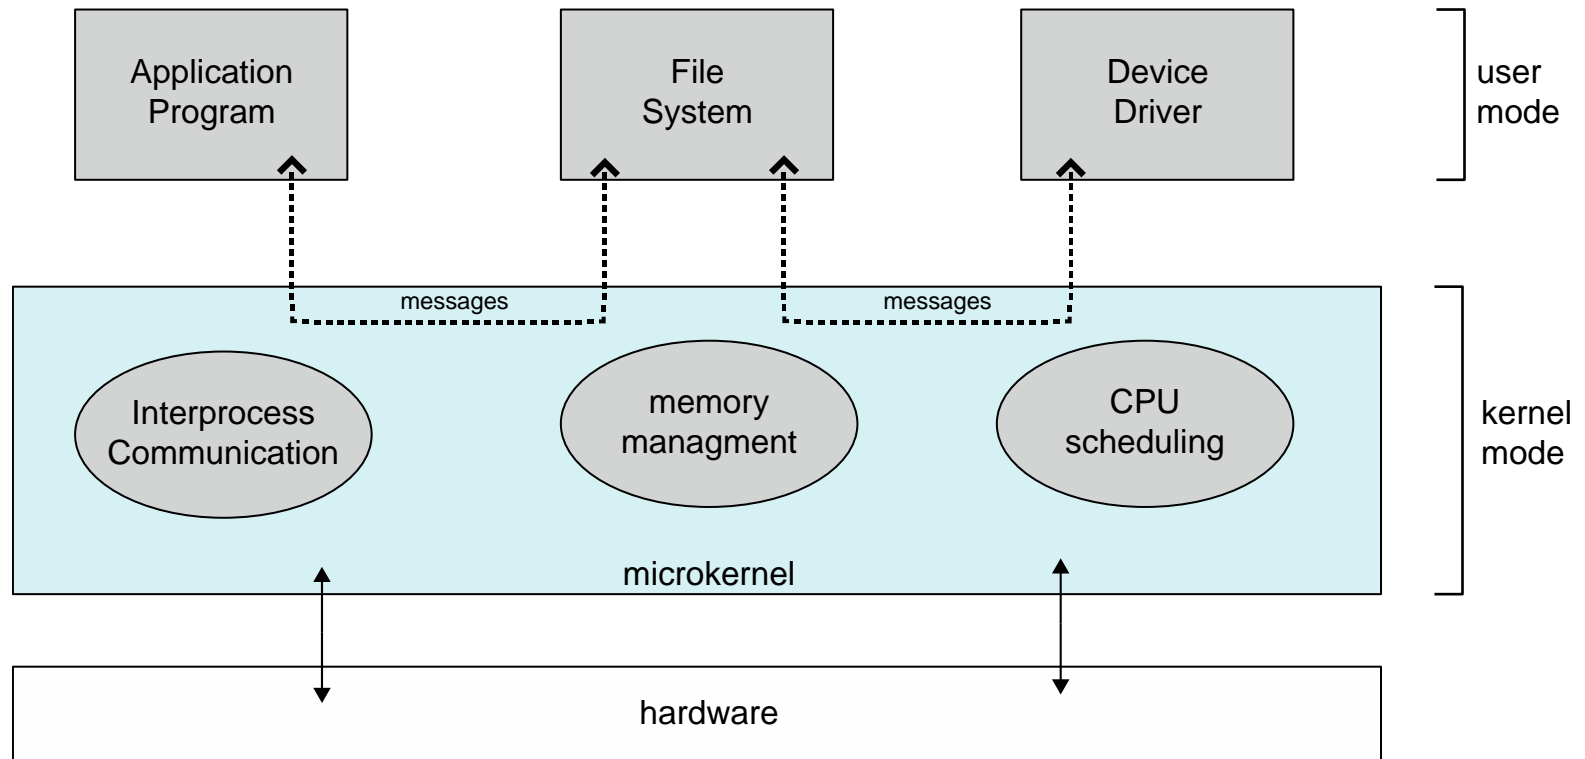 Application
Program
File
System
Device
Driver
user
mode
messages
messages
Interprocess
Communication
memory
managment
CPU
scheduling
kernel
mode
microkernel
hardware